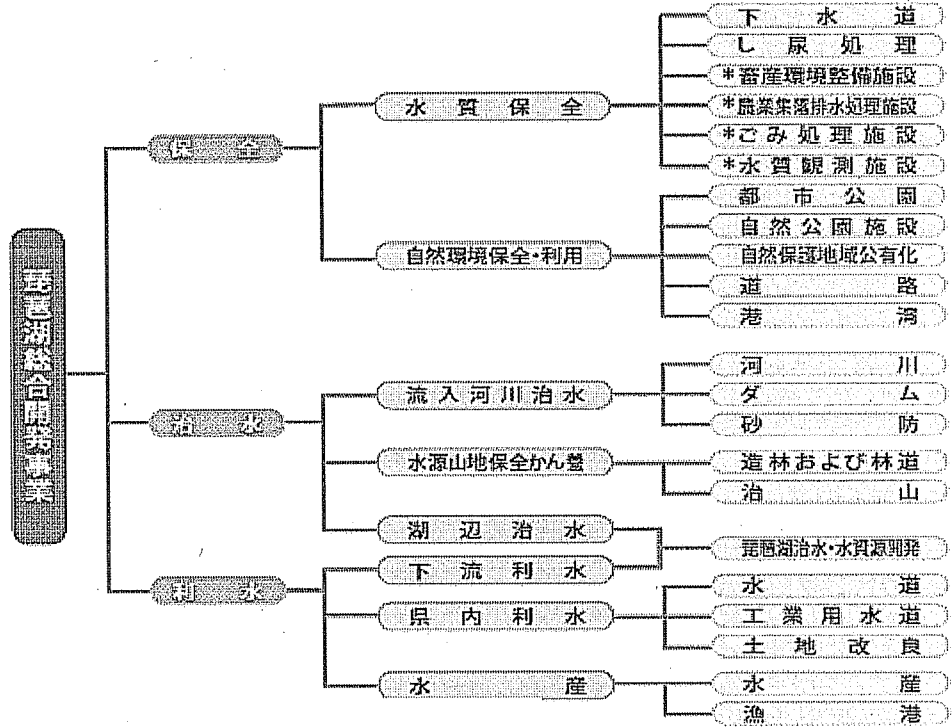 琵琶湖総合開発事業
保全
水質保全
下水道
し尿処理
*畜産環境整備施設
*農業集落排水処理施設
*ごみ処理施設
*水質観測施設
自然環境保全・利用
都市公園
自然公園施設
自然保護地域公有化
道路
港湾
治水
流入河川治水
河川
ダム
砂防
水源山地保全かん養
造林および林道
治山
湖辺治水
琵琶湖治水・水資源開発
利水
下流利水
県内利水
水道
工業用水道
土地改良
水産
水産
漁港